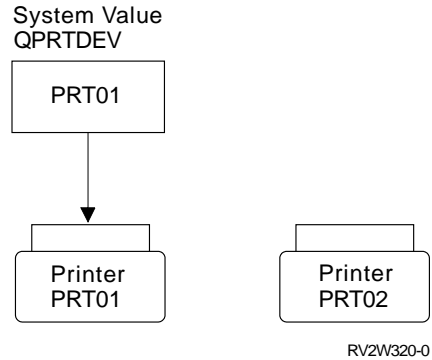 System Value
QPRTDEV
PRT01
Printer
PRT01
Printer
PRT02
RV2W320-0